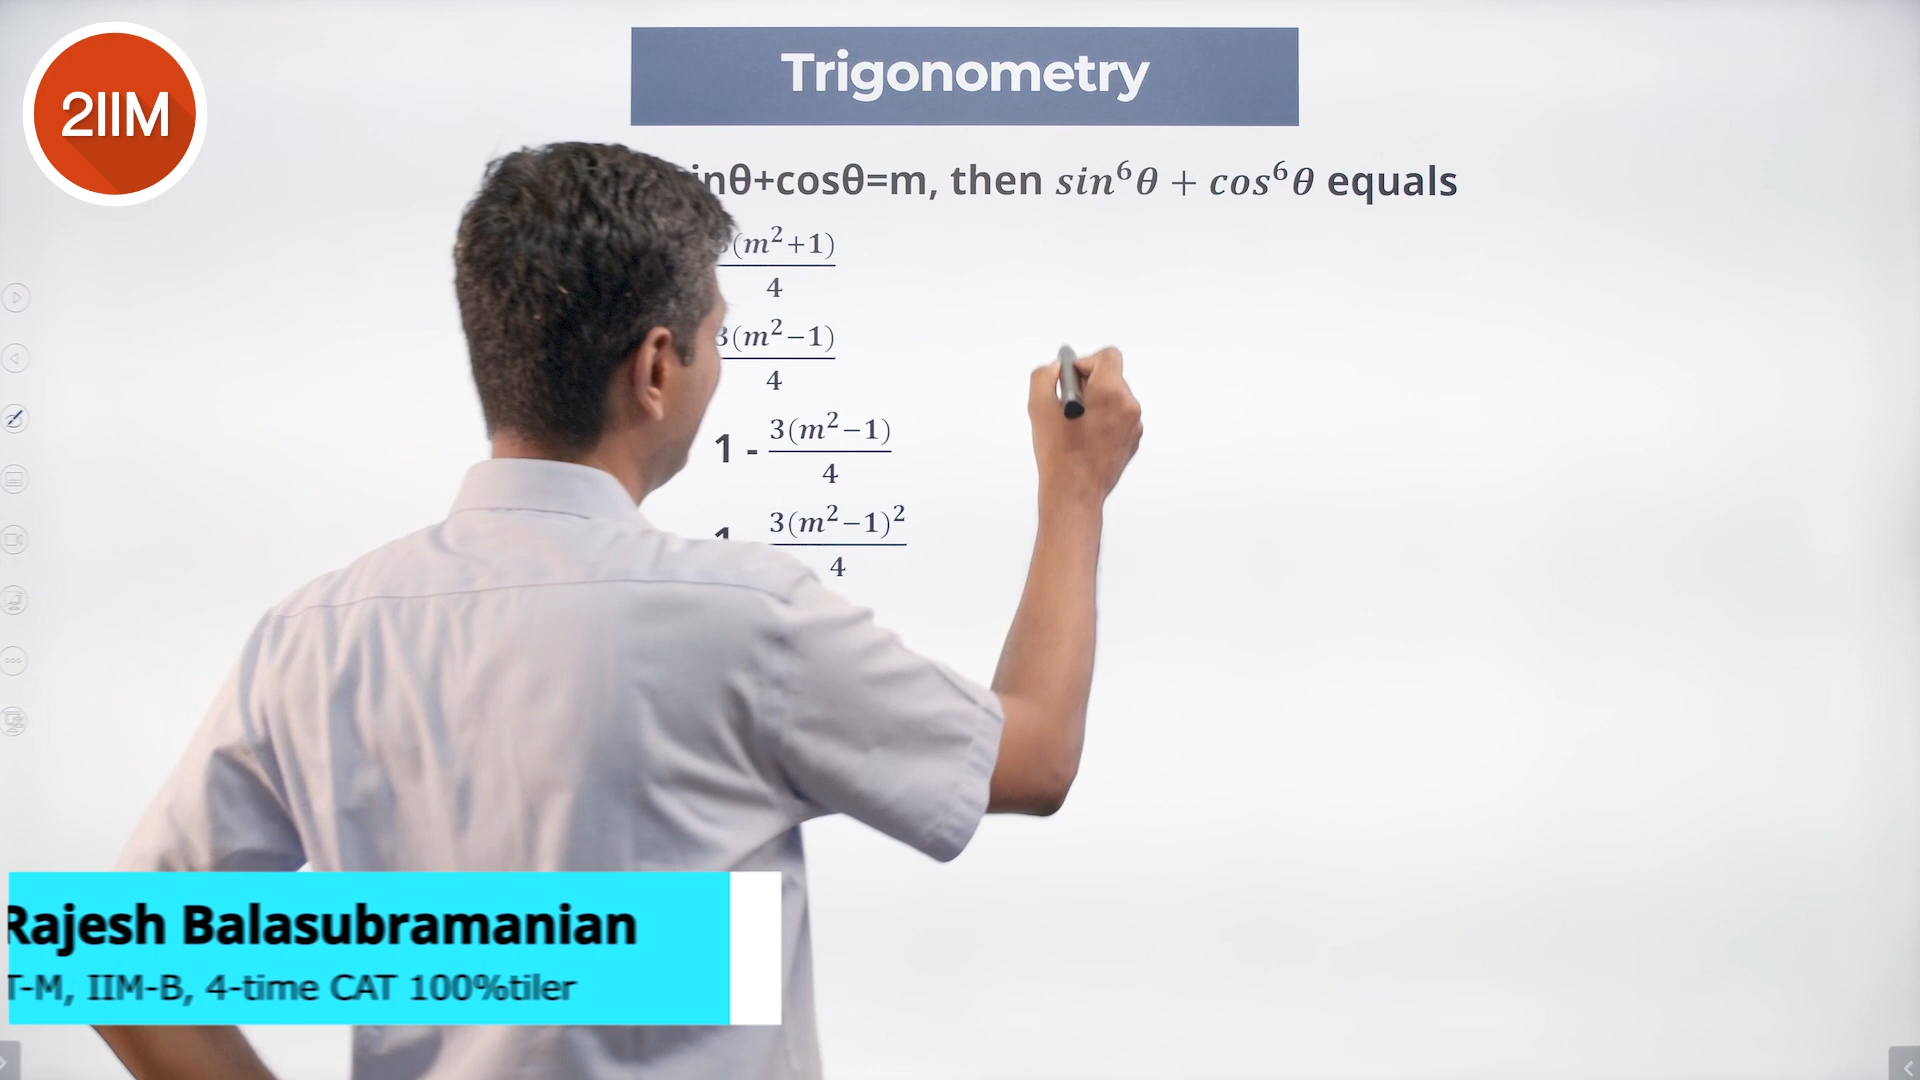 2IIM
Trigonometry
inθ+cosθ=m, then sin⁶θ + cos⁶θ equals
(m²+1)
4
3(m²−1)
4
1 - 3(m²−1)
4
3(m²−1)²
4
Rajesh Balasubramanian
T-M, IIM-B, 4-time CAT 100%tiler